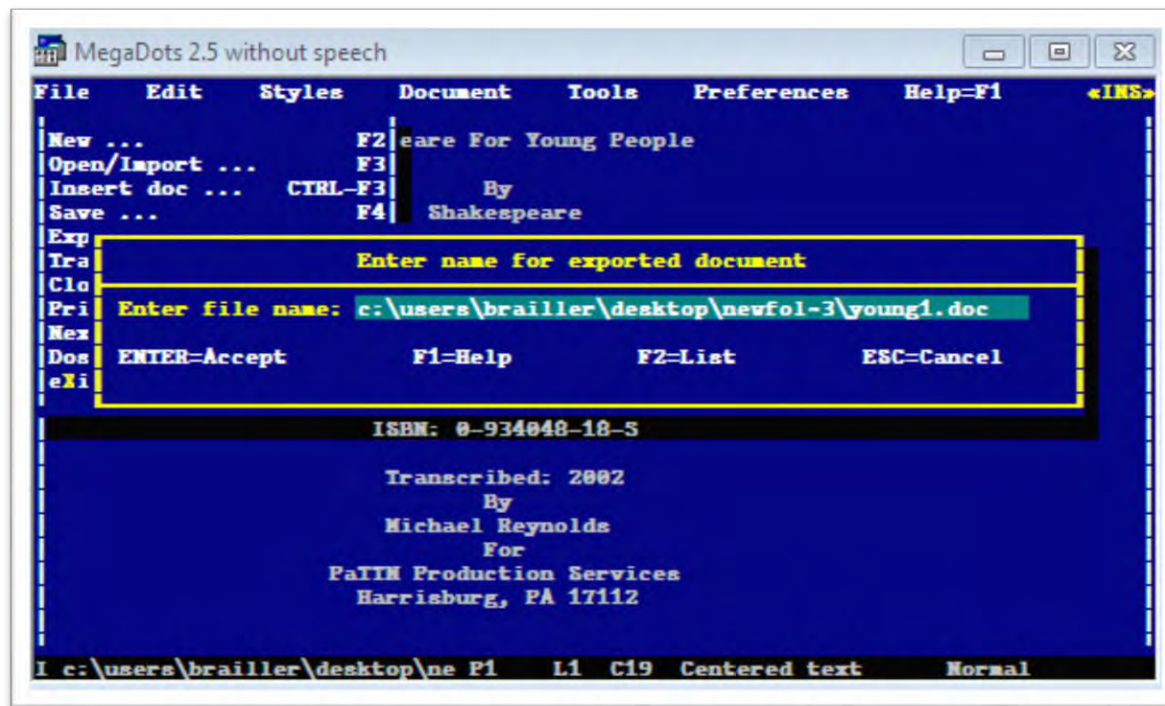 MegaDots 2.5 without speech
File Edit Styles Document Tools Preferences Help=F1 «INS»
New ... F2 eare For Young People
Open/Import ... F3
Insert doc ... CTRL-F3 By
Save ... F4 Shakespeare
Exp
Tra Enter name for exported document
Clo
Pri Enter file name: c:\users\brailler\desktop\newfol~3\young1.doc
Nex
Dos ENTER=Accept F1=Help F2=List ESC=Cancel
eXi
ISBN: 0-934048-18-S
Transcribed: 2002
By
Michael Reynolds
For
PaTTN Production Services
Harrisburg, PA 17112
I c:\users\brailler\desktop\ne P1 L1 C19 Centered text Normal